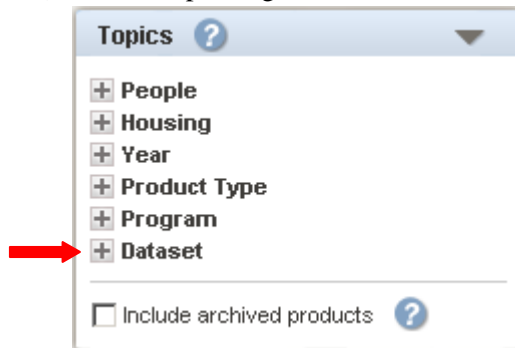 Topics ?
People
Housing
Year
Product Type
Program
Dataset
Include archived products ?